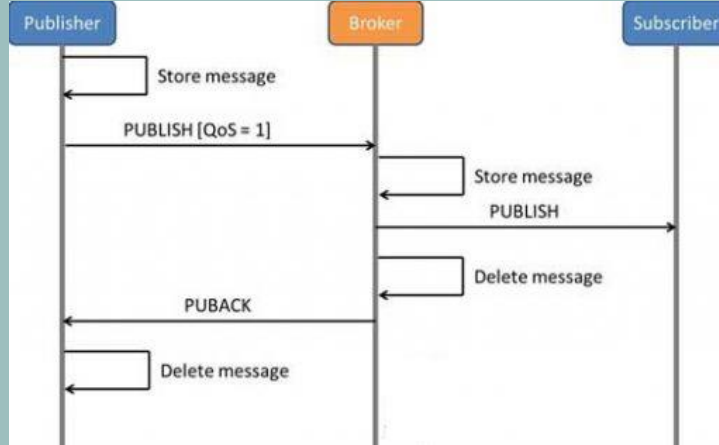 Publisher
Broker
Subscriber
Store message
PUBLISH [QoS = 1]
Store message
PUBLISH
Delete message
PUBACK
Delete message